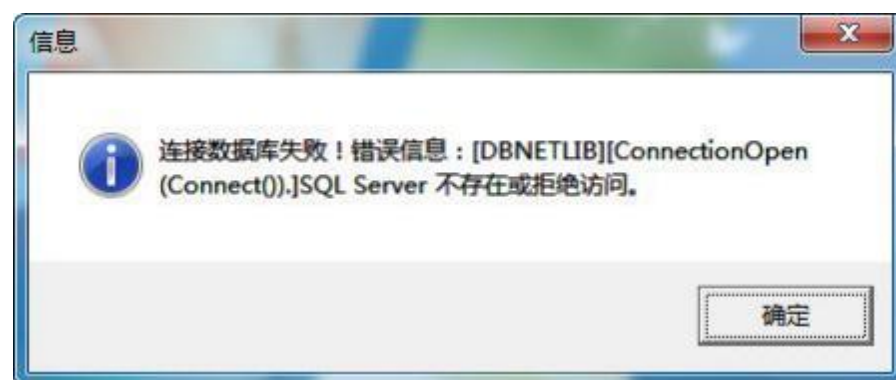 信息
连接数据库失败！错误信息：[DBNETLIB][ConnectionOpen
(Connect()).]SQL Server 不存在或拒绝访问。
确定